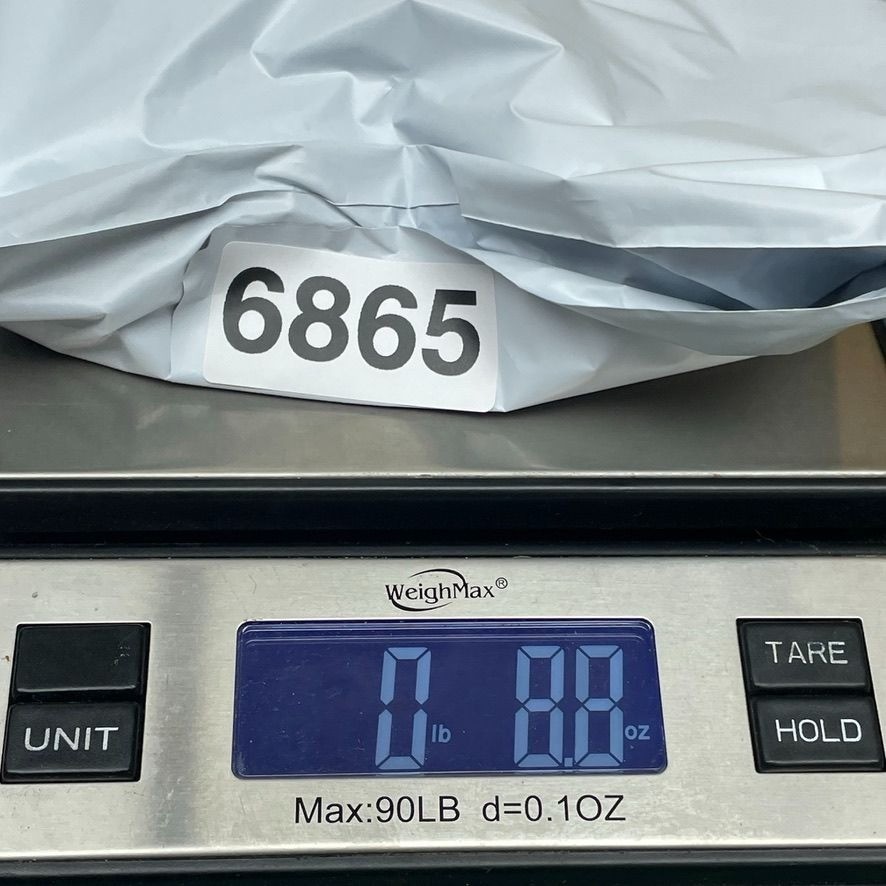 6865
WeighMax®
0 lb 8.8 oz
TARE
UNIT
HOLD
Max:90LB d=0.1OZ